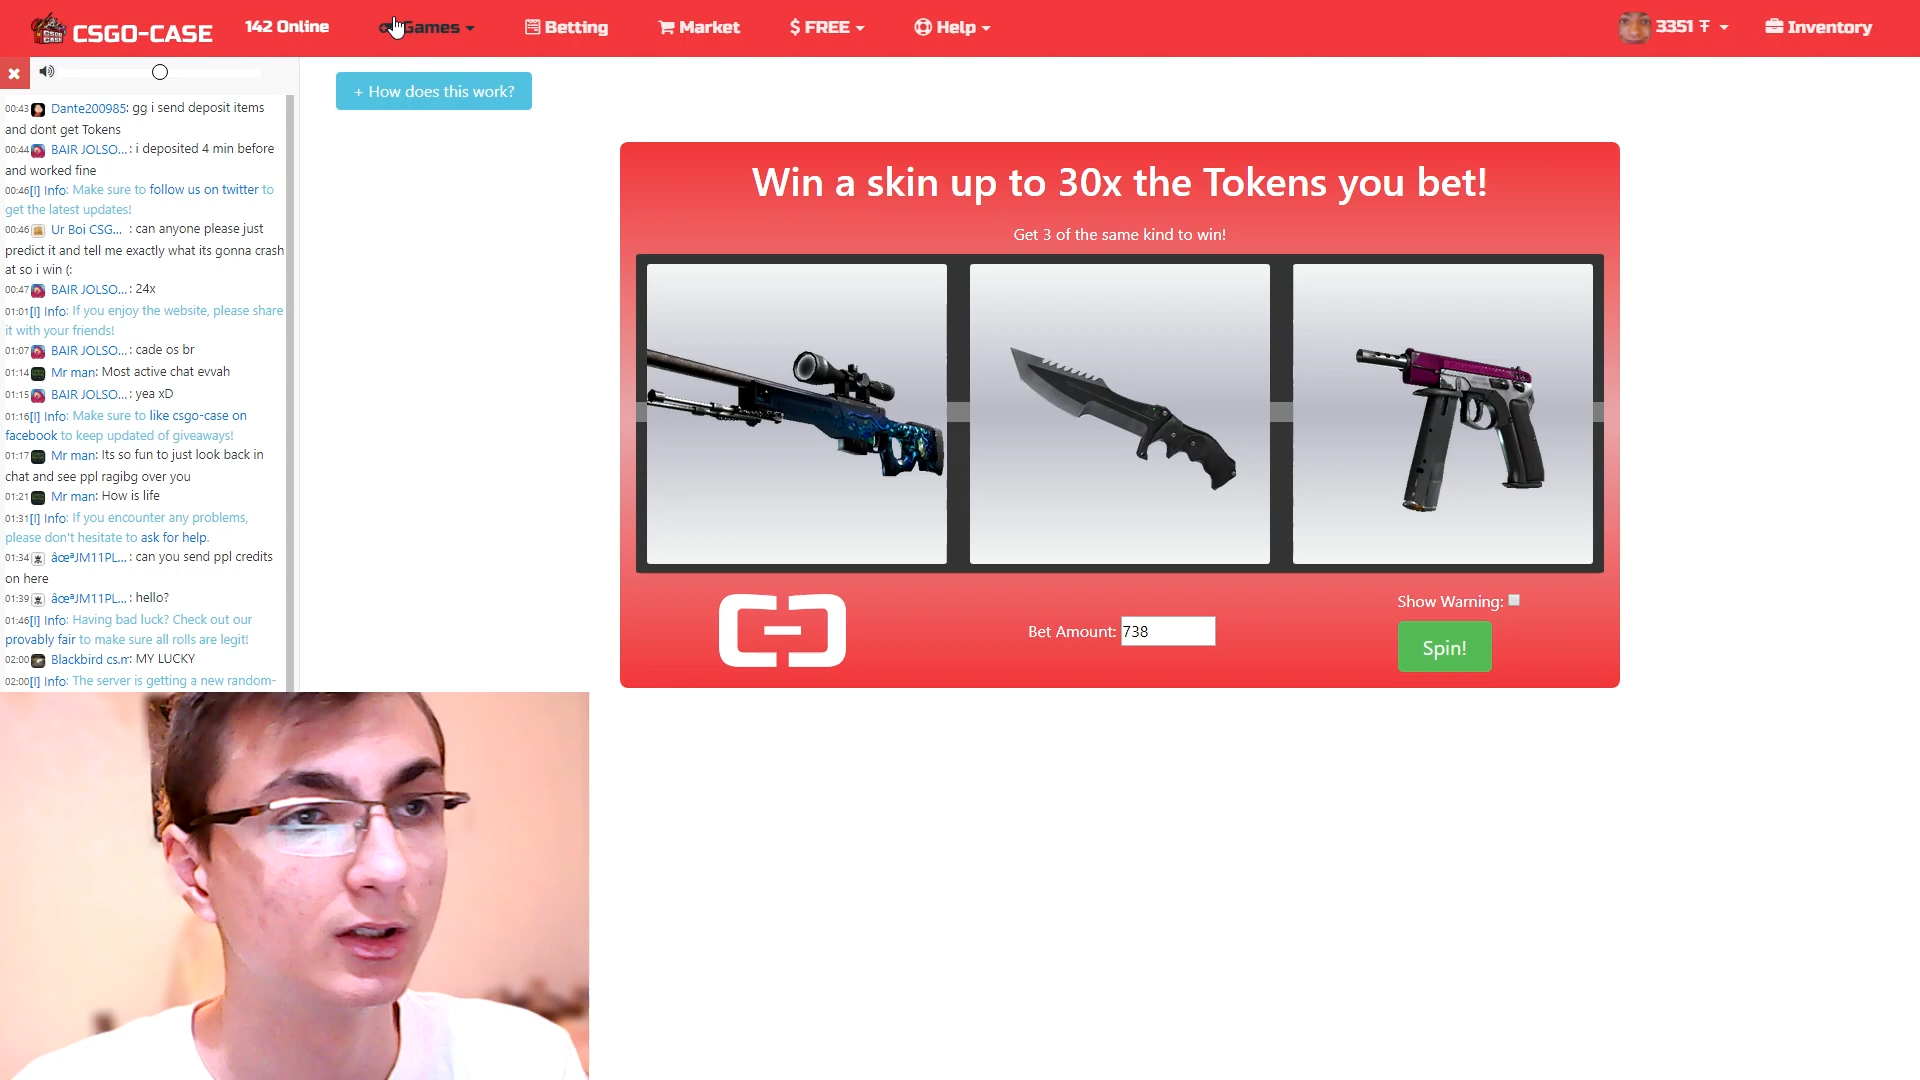 CSGO-CASE 142 Online Games Betting Market $ FREE Help 3351 Ŧ Inventory
+ How does this work?
00:43 Dante200985: gg i send deposit items
and dont get Tokens
00:44 BAIR JOLSO...: i deposited 4 min before
and worked fine
00:46[I] Info: Make sure to follow us on twitter to
get the latest updates!
00:46 Ur Boi CSG... : can anyone please just
predict it and tell me exactly what its gonna crash
at so i win (:
00:47 BAIR JOLSO...: 24x
01:01[I] Info: If you enjoy the website, please share
it with your friends!
01:07 BAIR JOLSO...: cade os br
01:14 Mr man: Most active chat evvah
01:15 BAIR JOLSO...: yea xD
01:16[I] Info: Make sure to like csgo-case on
facebook to keep updated of giveaways!
01:17 Mr man: Its so fun to just look back in
chat and see ppl ragibg over you
01:21 Mr man: How is life
01:31[I] Info: If you encounter any problems,
please don't hesitate to ask for help.
01:34 âœªJM11PL...: can you send ppl credits
on here
01:39 âœªJM11PL...: hello?
01:46[I] Info: Having bad luck? Check out our
provably fair to make sure all rolls are legit!
02:00 Blackbird cs.m: MY LUCKY
02:00[I] Info: The server is getting a new random-
Win a skin up to 30x the Tokens you bet!
Get 3 of the same kind to win!
Bet Amount: 738
Show Warning:
Spin!